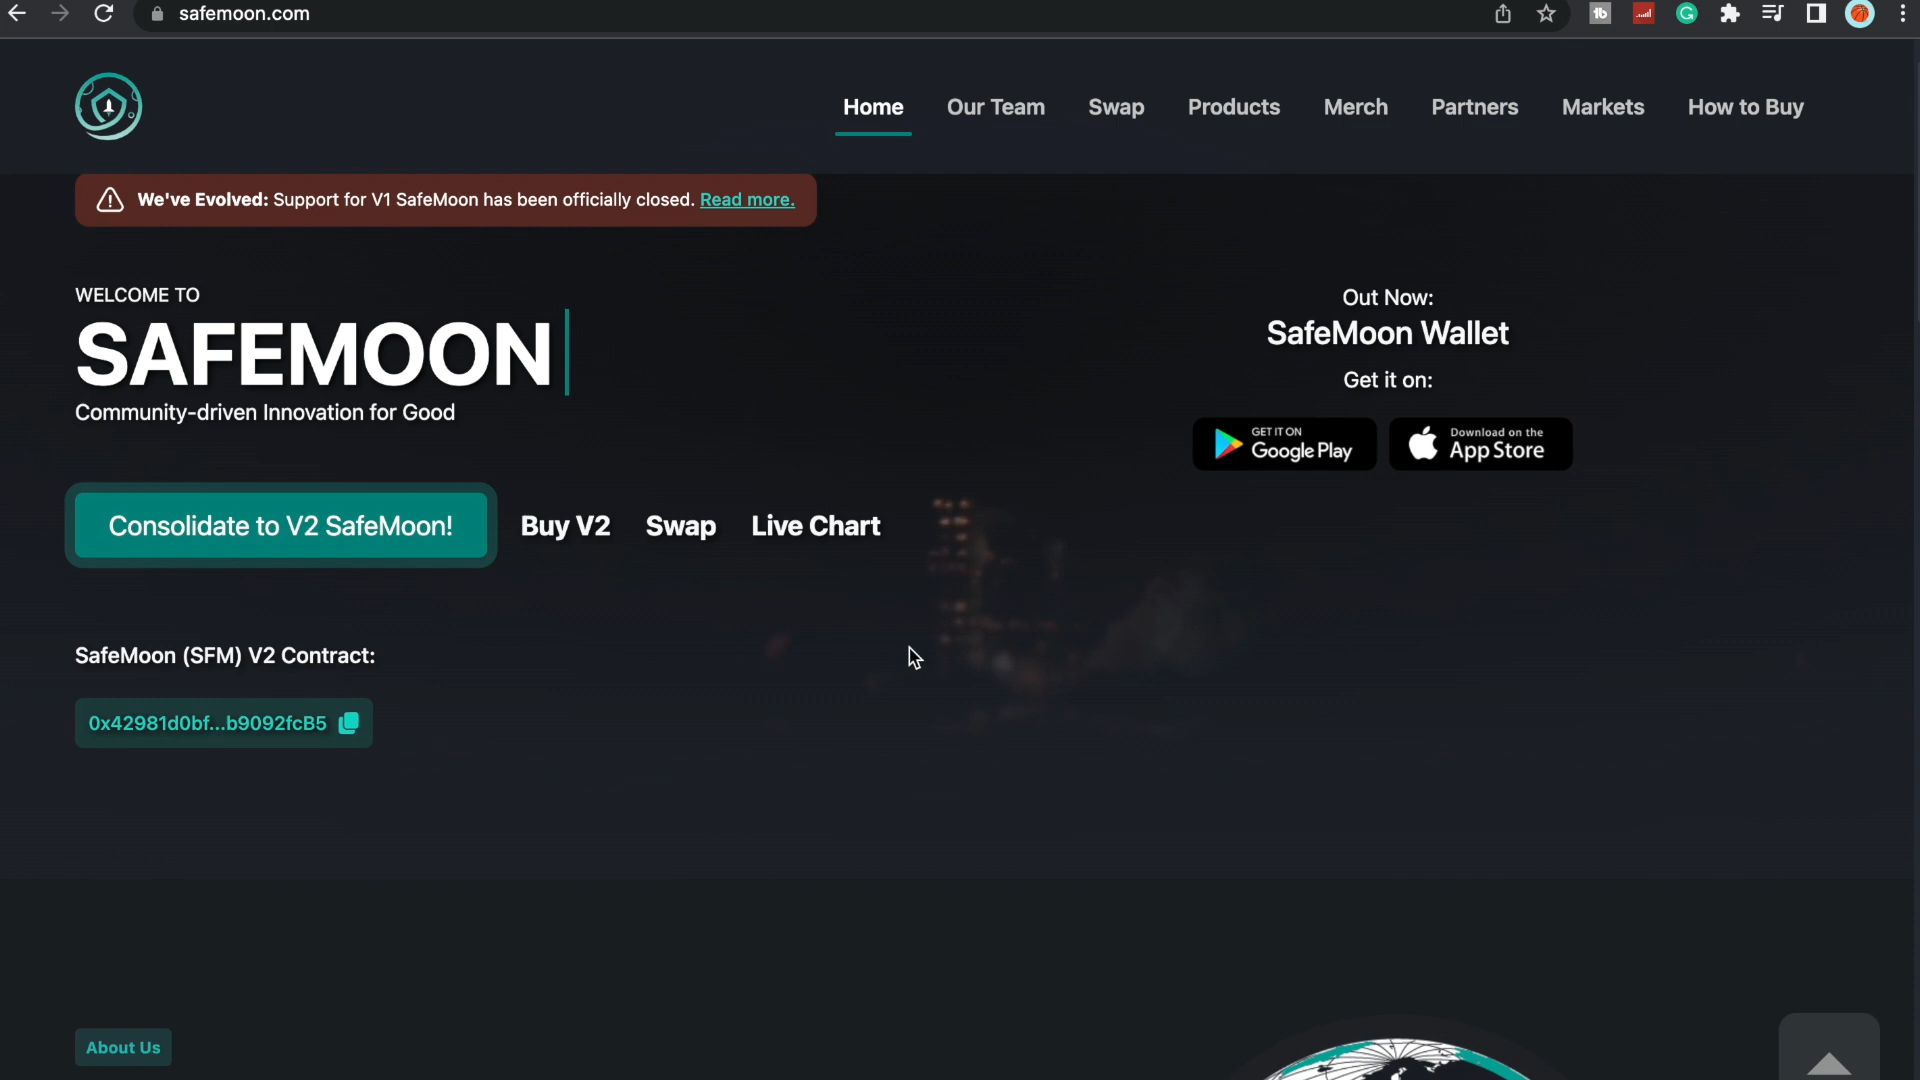 safemoon.com
Home Our Team Swap Products Merch Partners Markets How to Buy
We've Evolved: Support for V1 SafeMoon has been officially closed. Read more.
WELCOME TO
SAFEMOON
Community-driven Innovation for Good
Out Now:
SafeMoon Wallet
Get it on:
GET IT ON
Google Play
Download on the
App Store
Consolidate to V2 SafeMoon! Buy V2 Swap Live Chart
SafeMoon (SFM) V2 Contract:
0x42981d0bf...b9092fcB5
About Us